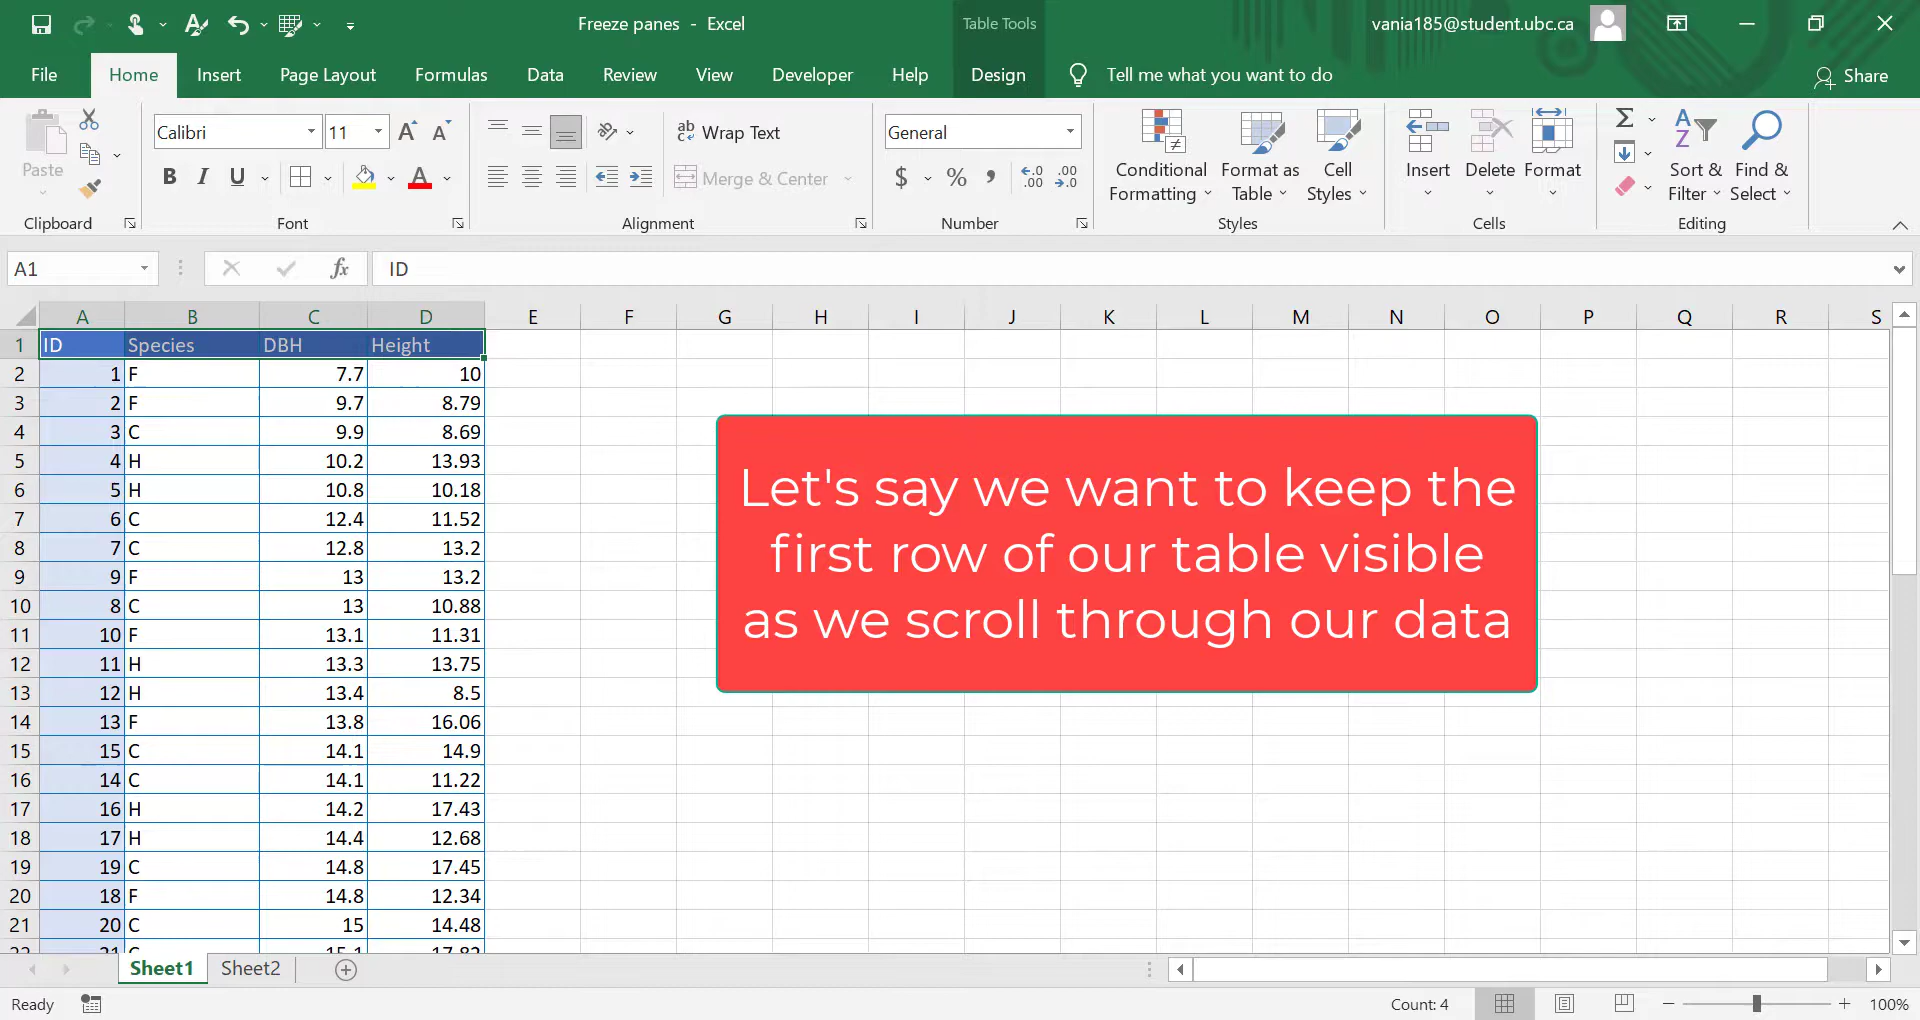 Freeze panes - Excel
Table Tools
vania185@student.ubc.ca
File Home Insert Page Layout Formulas Data Review View Developer Help Design Tell me what you want to do Share
Paste
Calibri 11
Wrap Text
General
Conditional Formatting
Format as Table
Cell Styles
Insert Delete Format
Sort & Filter
Find & Select
B I U
Merge & Center
$ % ,
Clipboard Font Alignment Number Styles Cells Editing
A1 fx ID
A B C D E F G H I J K L M N O P Q R S
1 ID Species DBH Height
2 1 F 7.7 10
3 2 F 9.7 8.79
4 3 C 9.9 8.69
5 4 H 10.2 13.93
6 5 H 10.8 10.18
7 6 C 12.4 11.52
8 7 C 12.8 13.2
9 9 F 13 13.2
10 8 C 13 10.88
11 10 F 13.1 11.31
12 11 H 13.3 13.75
13 12 H 13.4 8.5
14 13 F 13.8 16.06
15 15 C 14.1 14.9
16 14 C 14.1 11.22
17 16 H 14.2 17.43
18 17 H 14.4 12.68
19 19 C 14.8 17.45
20 18 F 14.8 12.34
21 20 C 15 14.48
Let's say we want to keep the
first row of our table visible
as we scroll through our data
Sheet1 Sheet2
Ready Count: 4 100%